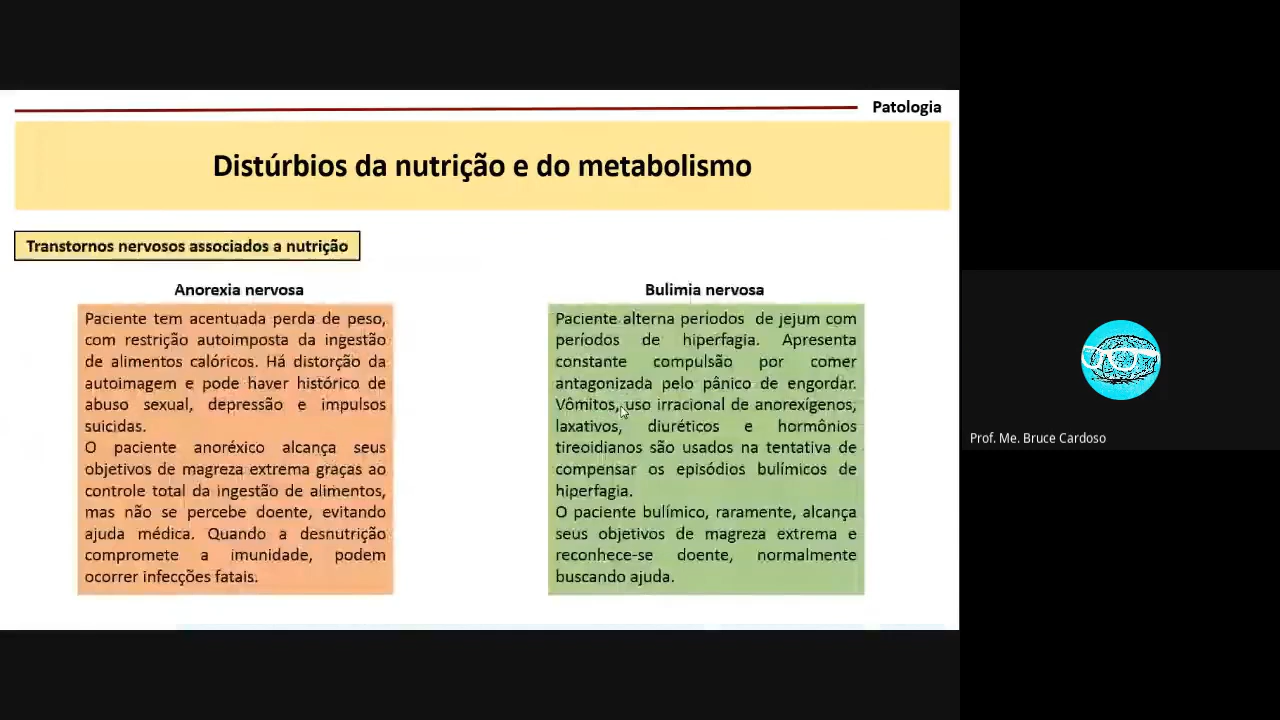 Patologia
Distúrbios da nutrição e do metabolismo
Transtornos nervosos associados a nutrição
Anorexia nervosa
Paciente tem acentuada perda de peso,
com restrição autoimposta da ingestão
de alimentos calóricos. Há distorção da
autoimagem e pode haver histórico de
abuso sexual, depressão e impulsos
suicidas.
O paciente anoréxico alcança seus
objetivos de magreza extrema graças ao
controle total da ingestão de alimentos,
mas não se percebe doente, evitando
ajuda médica. Quando a desnutrição
compromete a imunidade, podem
ocorrer infecções fatais.
Bulimia nervosa
Paciente alterna períodos de jejum com
períodos de hiperfagia. Apresenta
constante compulsão por comer
antagonizada pelo pânico de engordar.
Vômitos, uso irracional de anorexígenos,
laxativos, diuréticos e hormônios
tireoidianos são usados na tentativa de
compensar os episódios bulímicos de
hiperfagia.
O paciente bulímico, raramente, alcança
seus objetivos de magreza extrema e
reconhece-se doente, normalmente
buscando ajuda.
Prof. Me. Bruce Cardoso